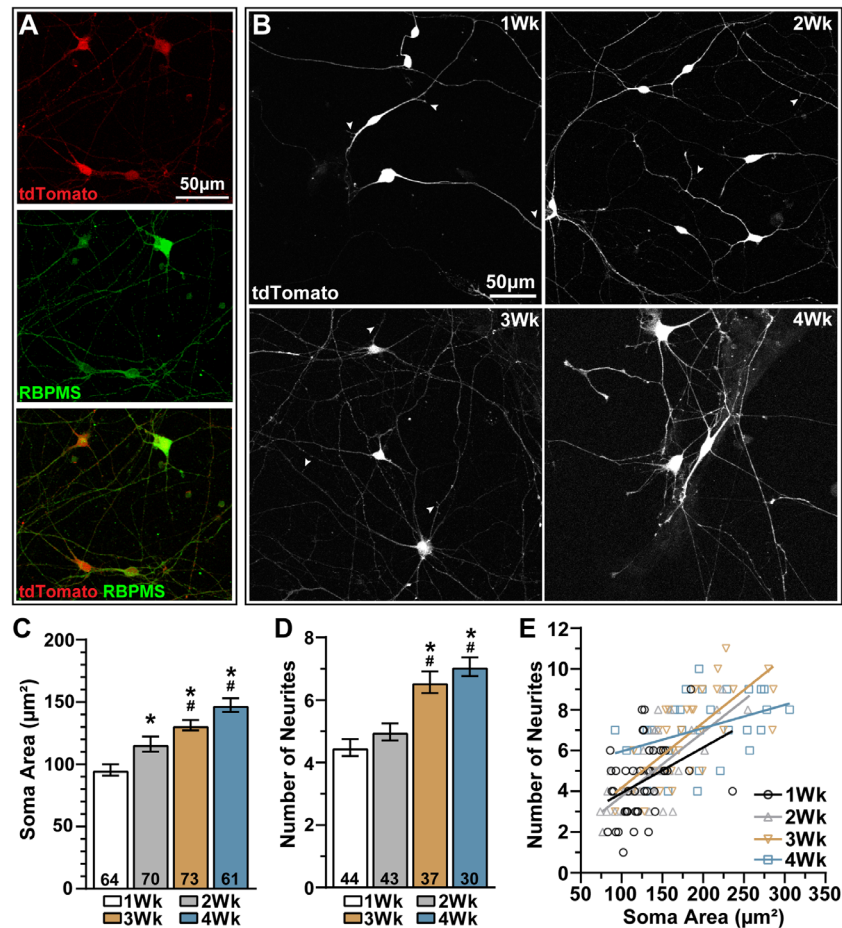 A
tdTomato
50µm
RBPMS
tdTomato RBPMS
B
1Wk
2Wk
tdTomato
50µm
3Wk
4Wk
C
Soma Area (µm²)
200
150
100
50
0
*
*
#
*
#
64
70
73
61
1Wk
2Wk
3Wk
4Wk
D
Number of Neurites
8
6
4
2
0
*
#
*
#
44
43
37
30
1Wk
2Wk
3Wk
4Wk
E
Number of Neurites
12
10
8
6
4
2
0
1Wk
2Wk
3Wk
4Wk
50 100 150 200 250 300 350
Soma Area (µm²)